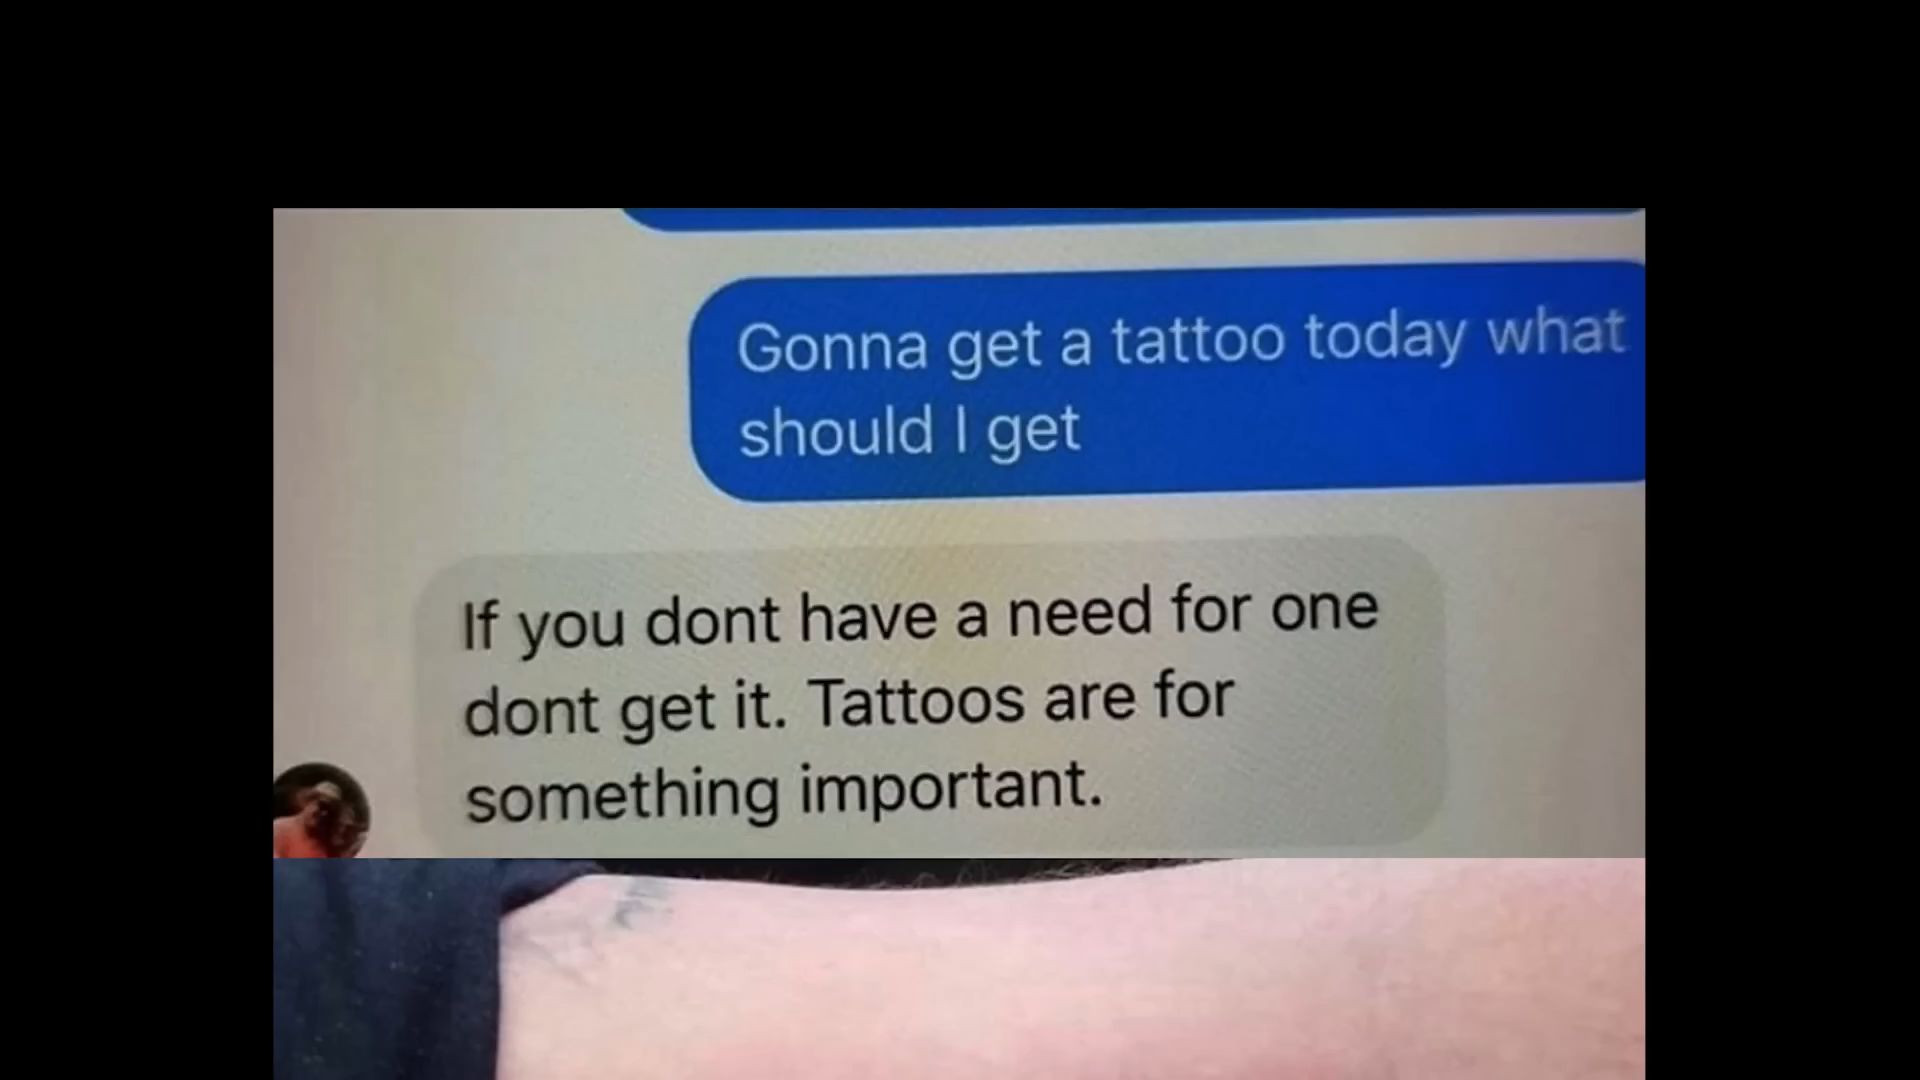 Gonna get a tattoo today what
should I get
If you dont have a need for one
dont get it. Tattoos are for
something important.